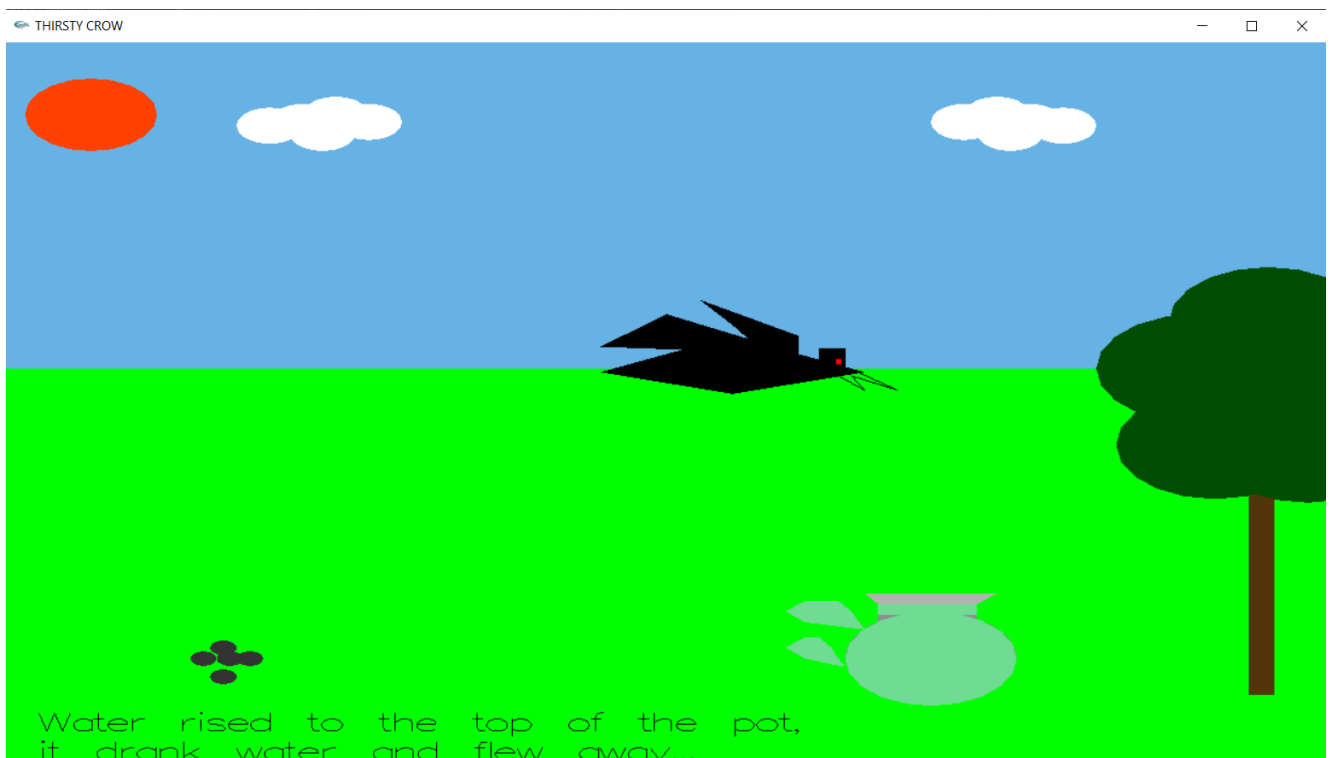 THIRSTY CROW
Water rised to the top of the pot,
it drank water and flew away...